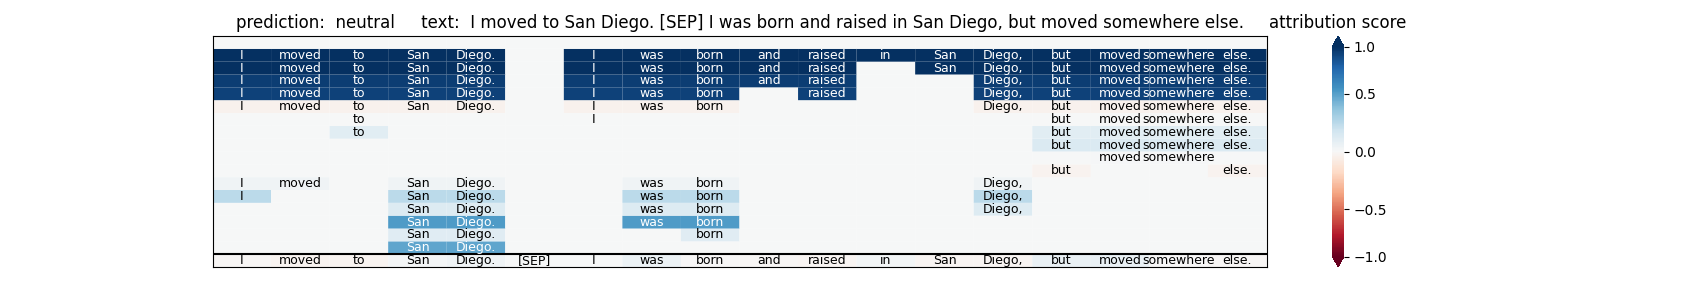 prediction:  neutral     text:  I moved to San Diego. [SEP] I was born and raised in San Diego, but moved somewhere else.     attribution score
I moved to San Diego. I was born and raised in San Diego, but moved somewhere else. 1.0
I moved to San Diego. I was born and raised San Diego, but moved somewhere else.
I moved to San Diego. I was born and raised Diego, but moved somewhere else.
I moved to San Diego. I was born raised Diego, but moved somewhere else. 0.5
I moved to San Diego. I was born Diego, but moved somewhere else.
to I but moved somewhere else.
to but moved somewhere else.
but moved somewhere else.
moved somewhere 0.0
but else.
I moved San Diego. was born Diego,
I San Diego. was born Diego,
San Diego. was born Diego, −0.5
San Diego. was born
San Diego. born
San Diego. −1.0
I moved to San Diego. [SEP] I was born and raised in San Diego, but moved somewhere else.